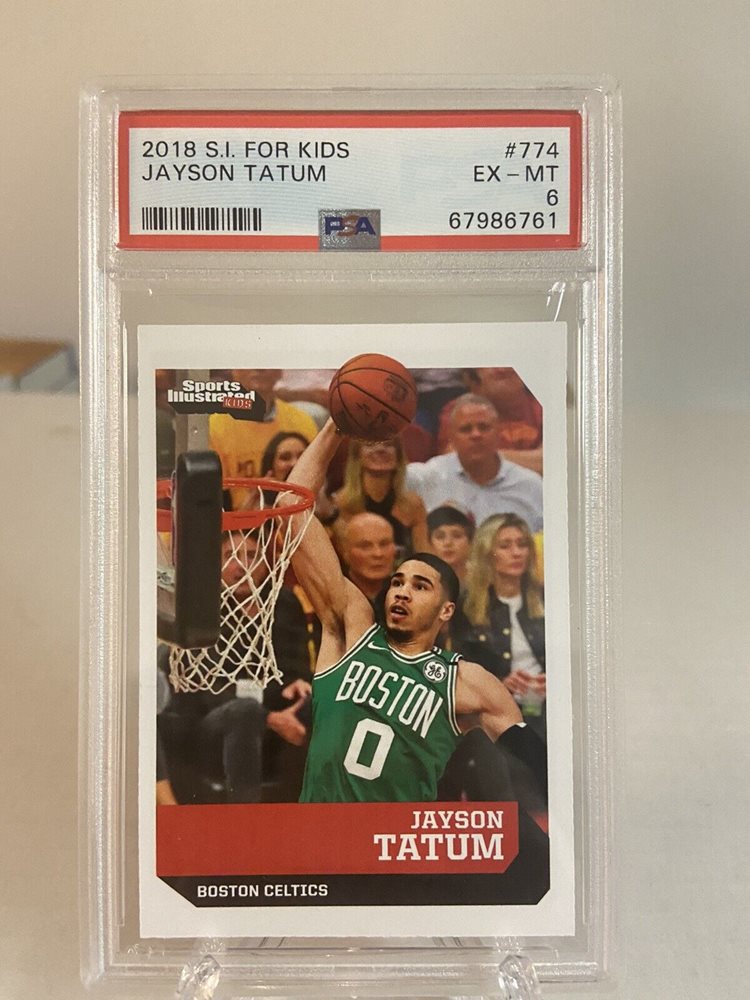 2018 S.I. FOR KIDS #774
JAYSON TATUM EX – MT
6
PSA 67986761
Sports
Illustrated
KIDS
BOSTON
0
GE
JAYSON
TATUM
BOSTON CELTICS